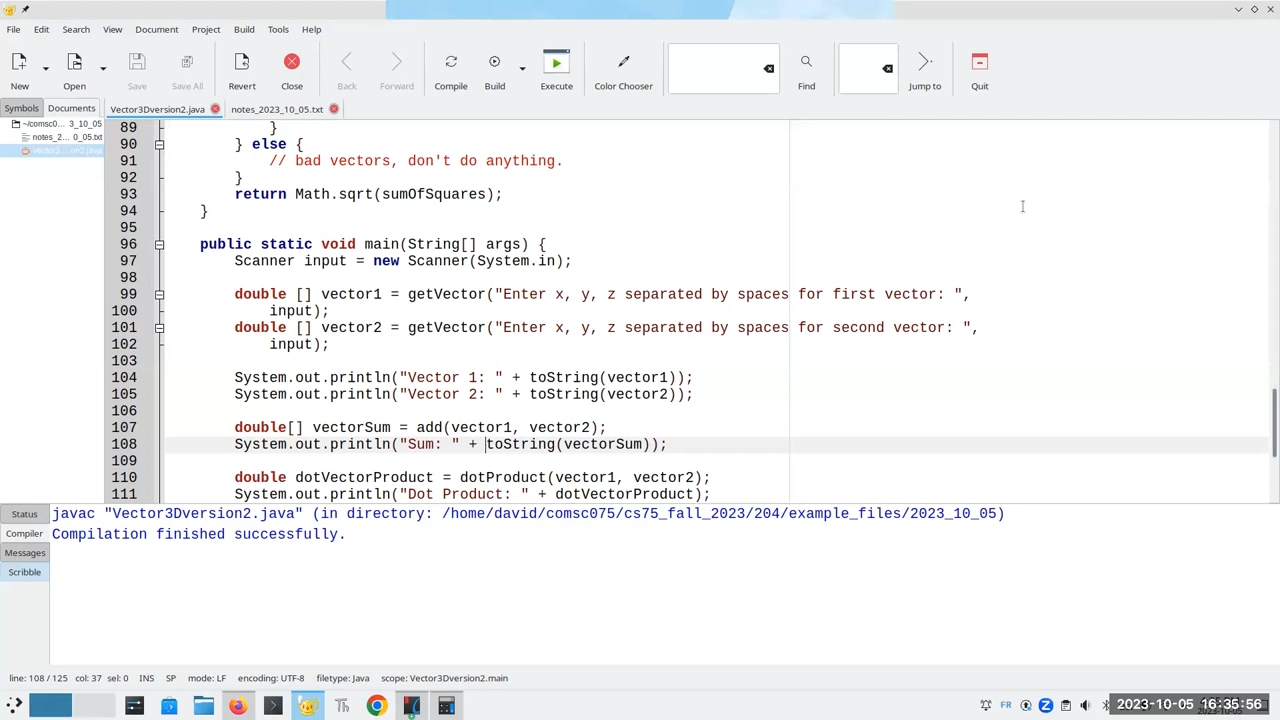 File Edit Search View Document Project Build Tools Help
New Open Save Save All Revert Close Back Forward Compile Build Execute Color Chooser Find Jump to Quit
Symbols Documents Vector3Dversion2.java notes_2023_10_05.txt
~/comsc0... 3_10_05
notes_2... 0_05.txt
89 }
90 } else {
91 // bad vectors, don't do anything.
92 }
93 return Math.sqrt(sumOfSquares);
94 }
95
96 public static void main(String[] args) {
97 Scanner input = new Scanner(System.in);
98
99 double [] vector1 = getVector("Enter x, y, z separated by spaces for first vector: ",
100 input);
101 double [] vector2 = getVector("Enter x, y, z separated by spaces for second vector: ",
102 input);
103
104 System.out.println("Vector 1: " + toString(vector1));
105 System.out.println("Vector 2: " + toString(vector2));
106
107 double[] vectorSum = add(vector1, vector2);
108 System.out.println("Sum: " + toString(vectorSum));
109
110 double dotVectorProduct = dotProduct(vector1, vector2);
111 System.out.println("Dot Product: " + dotVectorProduct);
Status
Compiler
Messages
Scribble
javac "Vector3Dversion2.java" (in directory: /home/david/comsc075/cs75_fall_2023/204/example_files/2023_10_05)
Compilation finished successfully.
line: 108 / 125 col: 37 sel: 0 INS SP mode: LF encoding: UTF-8 filetype: Java scope: Vector3Dversion2.main
FR 2023-10-05 16:35:56